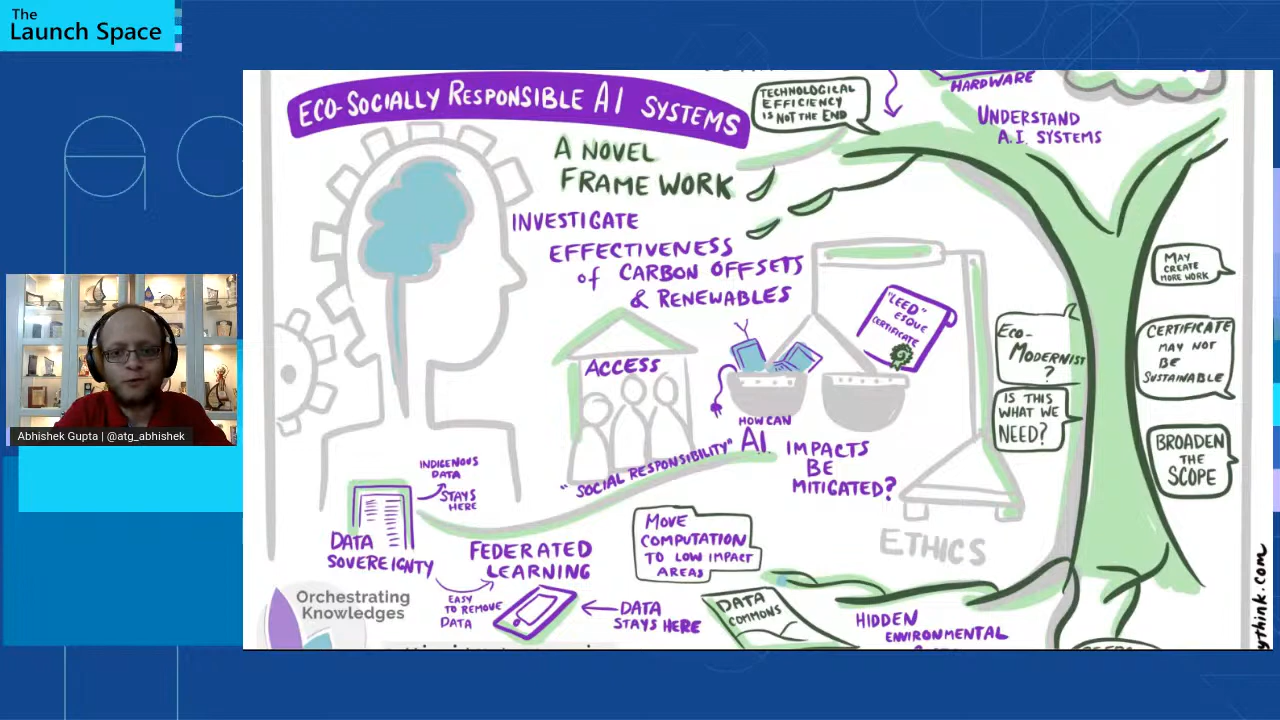 The
Launch Space
ECO-SOCIALLY RESPONSIBLE AI SYSTEMS
TECHNOLOGICAL
EFFICIENCY
IS NOT THE END
HARDWARE
UNDERSTAND
A.I. SYSTEMS
A NOVEL
FRAME WORK
INVESTIGATE
EFFECTIVENESS
of CARBON OFFSETS
& RENEWABLES
"LEED"
ESQUE
CERTIFICATE
MAY
CREATE
MORE WORK
ECO-
MODERNIST
?
IS THIS
WHAT WE
NEED?
CERTIFICATE
MAY NOT
BE
SUSTAINABLE
BROADEN
THE
SCOPE
ACCESS
"SOCIAL RESPONSIBILITY"
HOW CAN
A.I.
IMPACTS
BE
MITIGATED?
ETHICS
Abhishek Gupta | @atg_abhishek
INDIGENOUS
DATA
STAYS
HERE
DATA
SOVEREIGNTY
FEDERATED
LEARNING
EASY
TO REMOVE
DATA
DATA
STAYS HERE
MOVE
COMPUTATION
TO LOW IMPACT
AREAS
DATA
COMMONS
HIDDEN
ENVIRONMENTAL
Orchestrating
Knowledges
ythink.com